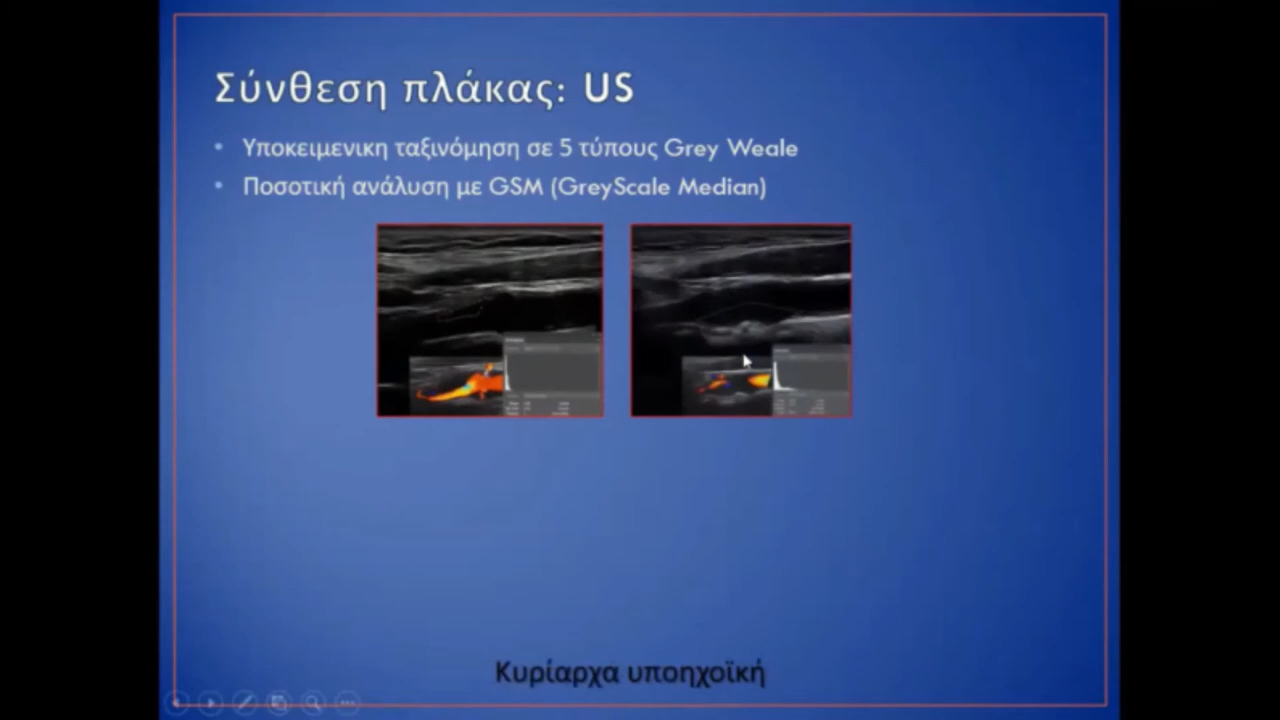 Σύνθεση πλάκας: US
• Υποκειμενικη ταξινόμηση σε 5 τύπους Grey Weale
• Ποσοτική ανάλυση με GSM (GreyScale Median)
Κυρίαρχα υποηχοϊκή